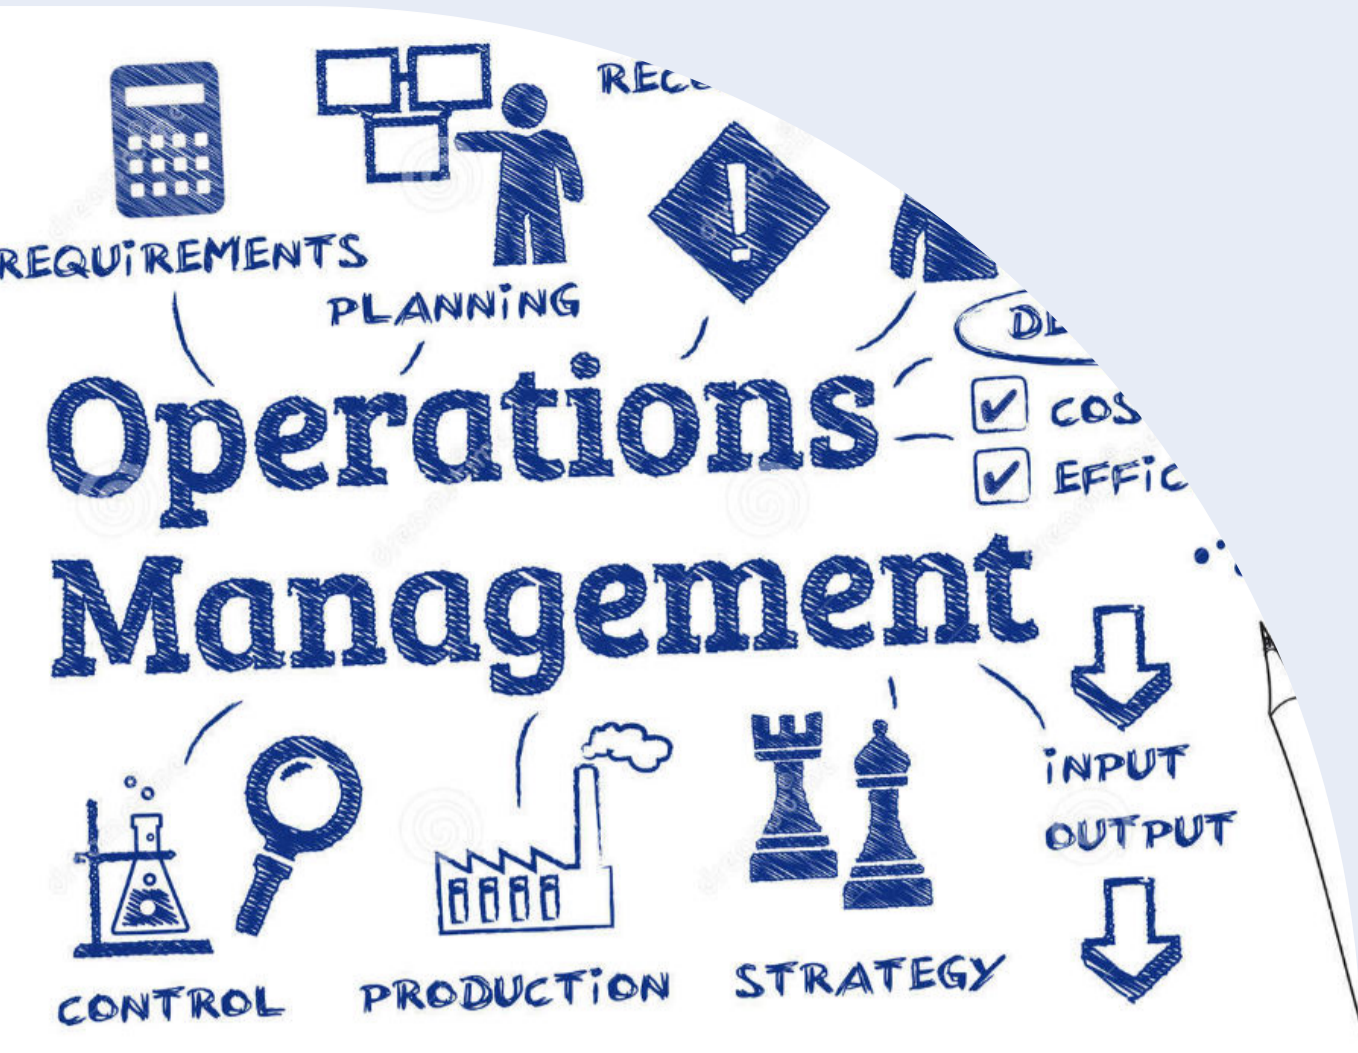 REQUiREMENTS
PLANNiNG
Operations
Management
iNPUT
OUTPUT
CONTROL
PRODUCTiON
STRATEGY